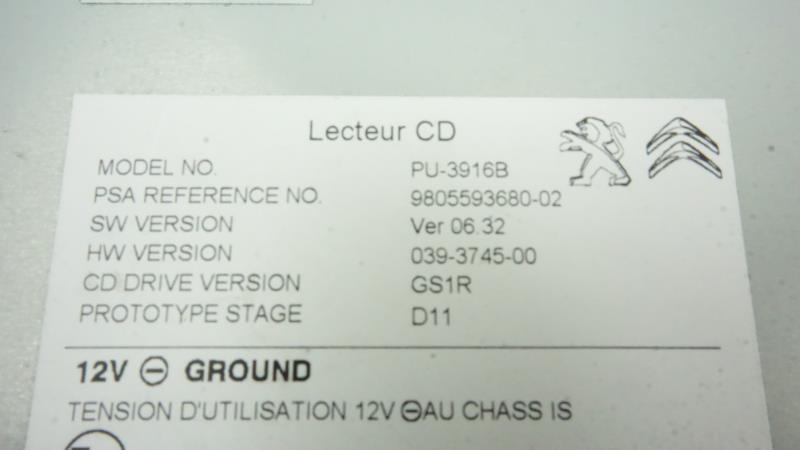 Lecteur CD
MODEL NO. PU-3916B
PSA REFERENCE NO. 9805593680-02
SW VERSION Ver 06.32
HW VERSION 039-3745-00
CD DRIVE VERSION GS1R
PROTOTYPE STAGE D11
12V ⊖ GROUND
TENSION D'UTILISATION 12V ⊖AU CHASS IS